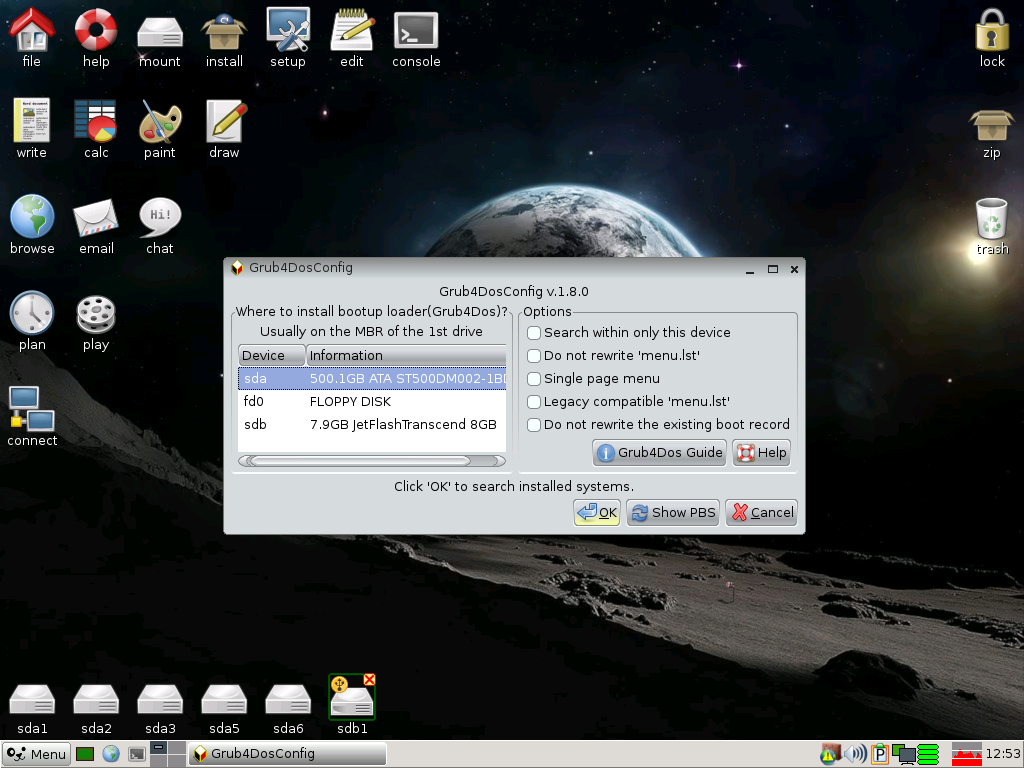 file help mount install setup edit console lock
write calc paint draw zip
Hi!
browse email chat trash
plan play
connect
Grub4DosConfig
Grub4DosConfig v.1.8.0
Where to install bootup loader(Grub4Dos)?
Usually on the MBR of the 1st drive
Device Information
sda 500.1GB ATA ST500DM002-1BD
fd0 FLOPPY DISK
sdb 7.9GB JetFlashTranscend 8GB
Options
Search within only this device
Do not rewrite 'menu.lst'
Single page menu
Legacy compatible 'menu.lst'
Do not rewrite the existing boot record
Grub4Dos Guide Help
Click 'OK' to search installed systems.
OK Show PBS Cancel
sda1 sda2 sda3 sda5 sda6 sdb1
Menu Grub4DosConfig P 12:53